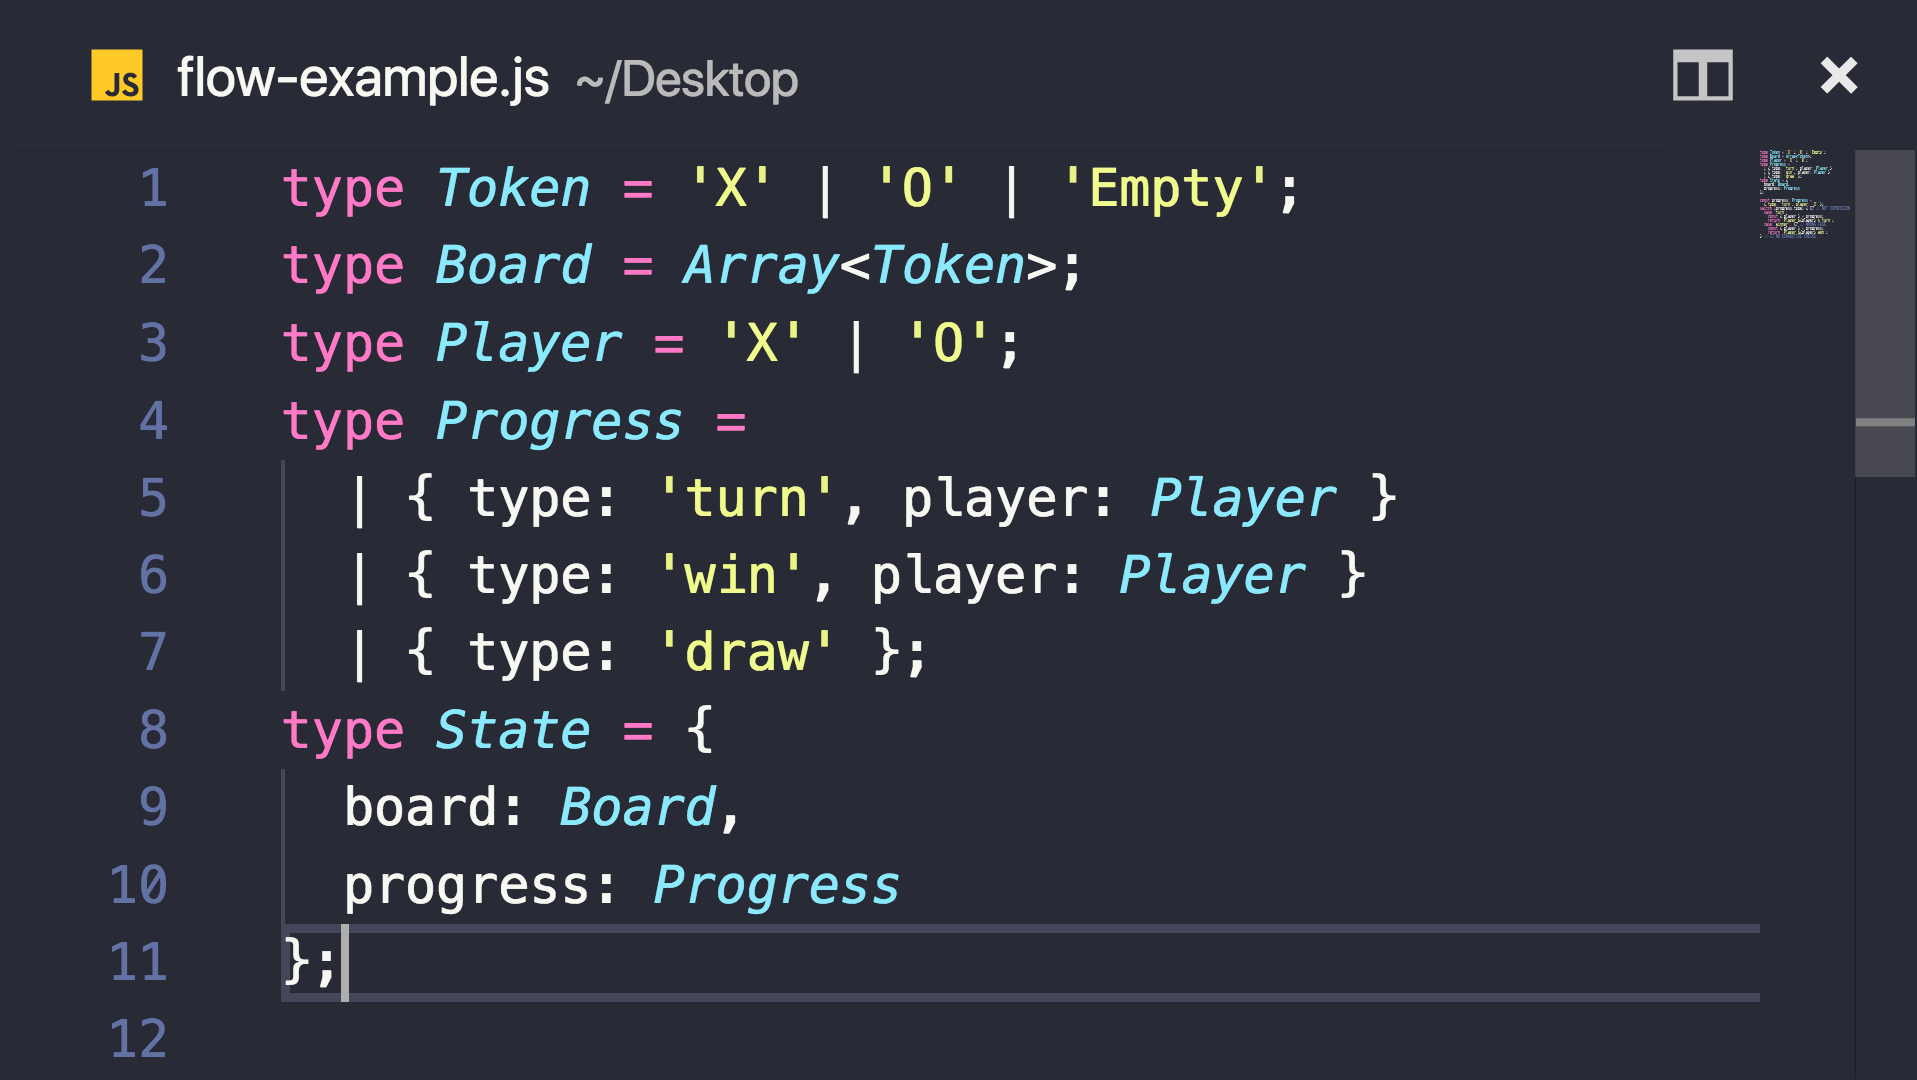 JS flow-example.js ~/Desktop
1 type Token = 'X' | 'O' | 'Empty';
2 type Board = Array<Token>;
3 type Player = 'X' | 'O';
4 type Progress =
5   | { type: 'turn', player: Player }
6   | { type: 'win', player: Player }
7   | { type: 'draw' };
8 type State = {
9   board: Board,
10   progress: Progress
11 };
12